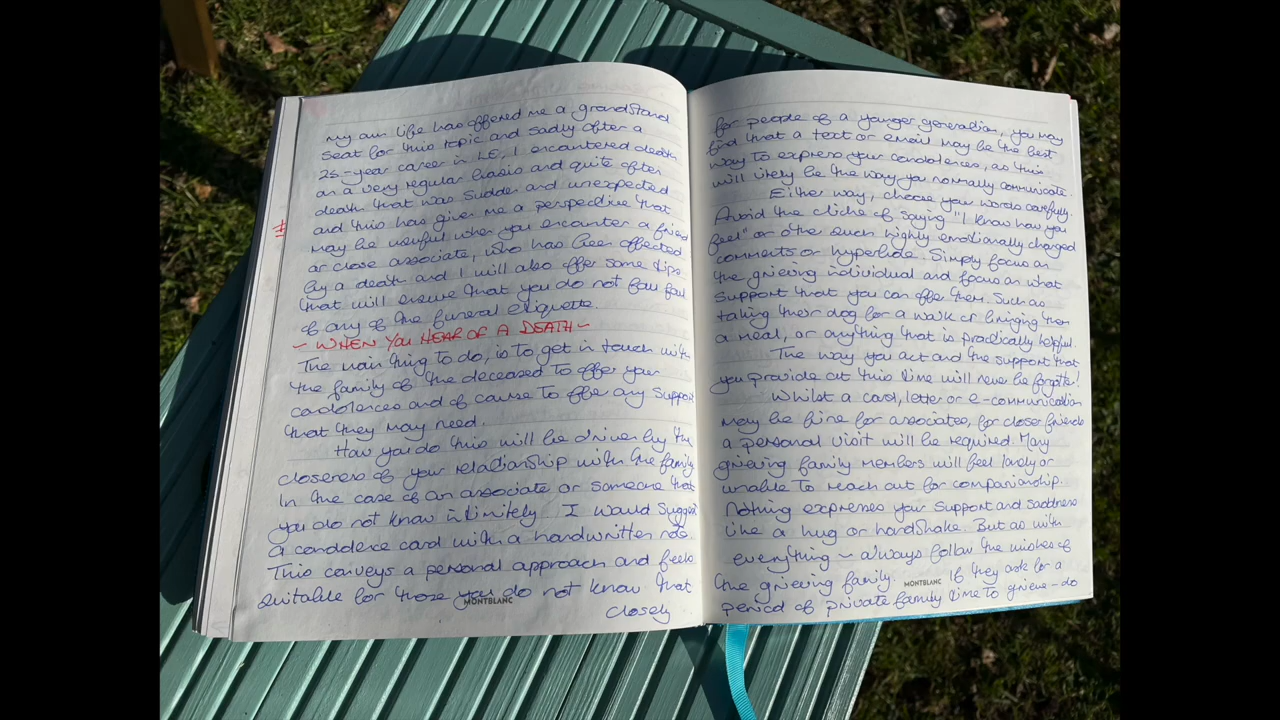 My own life has offered me a grandstand
seat for this topic and sadly after a
25-year career in LE, I encountered death
on a very regular basis and quite often
death that was sudden and unexpected
and this has given me a perspective that
may be useful when you encounter a friend
or close associate, who has been affected
by a death and I will also offer some tips
that will ensure that you do not fall foul
of any of the funeral etiquette.
~ WHEN YOU HEAR OF A DEATH ~
The main thing to do, is to get in touch with
the family of the deceased to offer your
condolences and of course to offer any support
that they may need.
How you do this will be driven by the
closeness of your relationship with the family.
In the case of an associate or someone that
you do not know intimitely I would suggest
a condolence card with a handwritten note.
This conveys a personal approach and feels
suitable for those you do not know that
closely
MONTBLANC
for people of a younger generation, you may
find that a text or email may be the best
way to express your condolences, as this
will likely be the way you normally communicate.
Either way, choose your words carefully.
Avoid the cliche of saying "I know how you
feel" or other such highly emotionally charged
comments or hyperbole. Simply focus on
the grieving individual and focus on what
support that you can offer them. Such as
taking their dog for a walk or bringing them
a meal, or anything that is practically helpful.
The way you act and the support that
you provide at this time will never be forgotten!
Whilst a card, letter or e-communication
may be fine for associates, for closer friends
a personal visit will be required. Many
grieving family members will feel lonely or
unable to reach out for companionship.
Nothing expresses your support and sadness
like a hug or handshake. But as with
everything ~ always follow the wishes of
the grieving family. If they ask for a
MONTBLANC
period of private family time to grieve - do